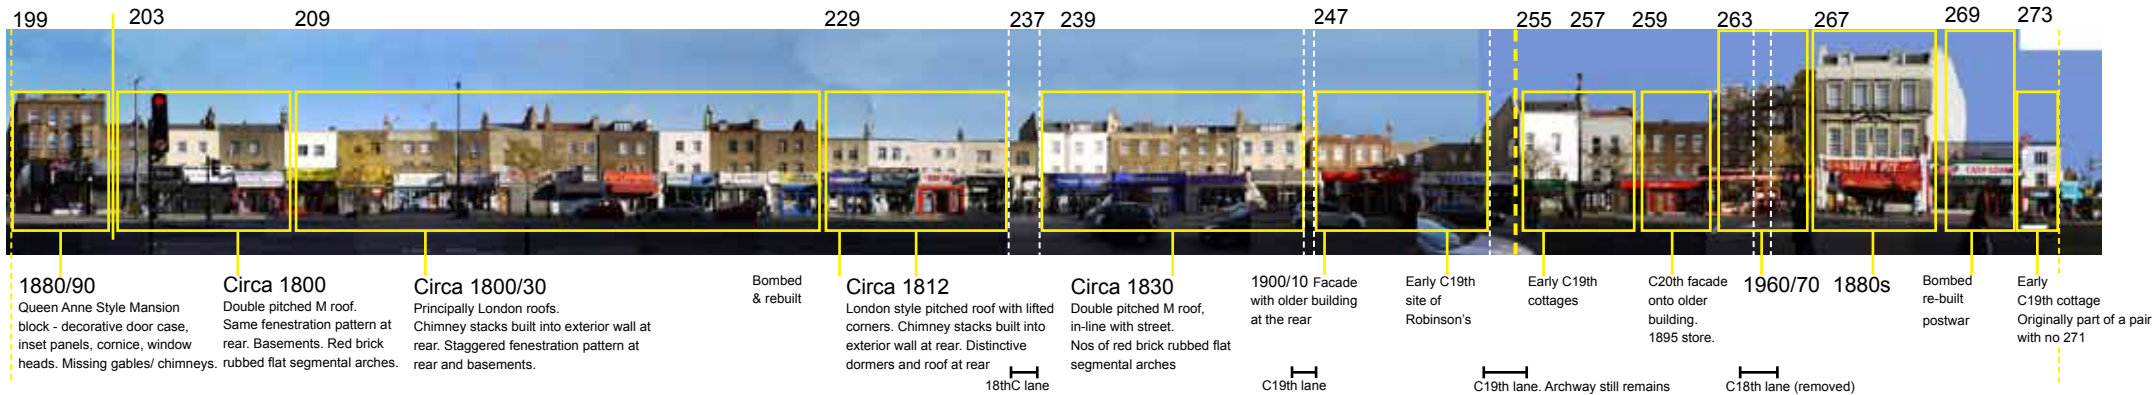 199
203
209
229
237
239
247
255
257
259
263
267
269
273
1880/90
Queen Anne Style Mansion
block - decorative door case,
inset panels, cornice, window
heads. Missing gables/ chimneys.
Circa 1800
Double pitched M roof.
Same fenestration pattern at
rear. Basements. Red brick
rubbed flat segmental arches.
Circa 1800/30
Principally London roofs.
Chimney stacks built into exterior wall at
rear. Staggered fenestration pattern at
rear and basements.
Bombed
& rebuilt
Circa 1812
London style pitched roof with lifted
corners. Chimney stacks built into
exterior wall at rear. Distinctive
dormers and roof at rear
Circa 1830
Double pitched M roof,
in-line with street.
Nos of red brick rubbed flat
segmental arches
1900/10 Facade
with older building
at the rear
Early C19th
site of
Robinson's
Early C19th
cottages
C20th facade
onto older
building.
1895 store.
1960/70
1880s
Bombed
re-built
postwar
Early
C19th cottage
Originally part of a pair
with no 271
18thC lane
C19th lane
C19th lane. Archway still remains
C18th lane (removed)